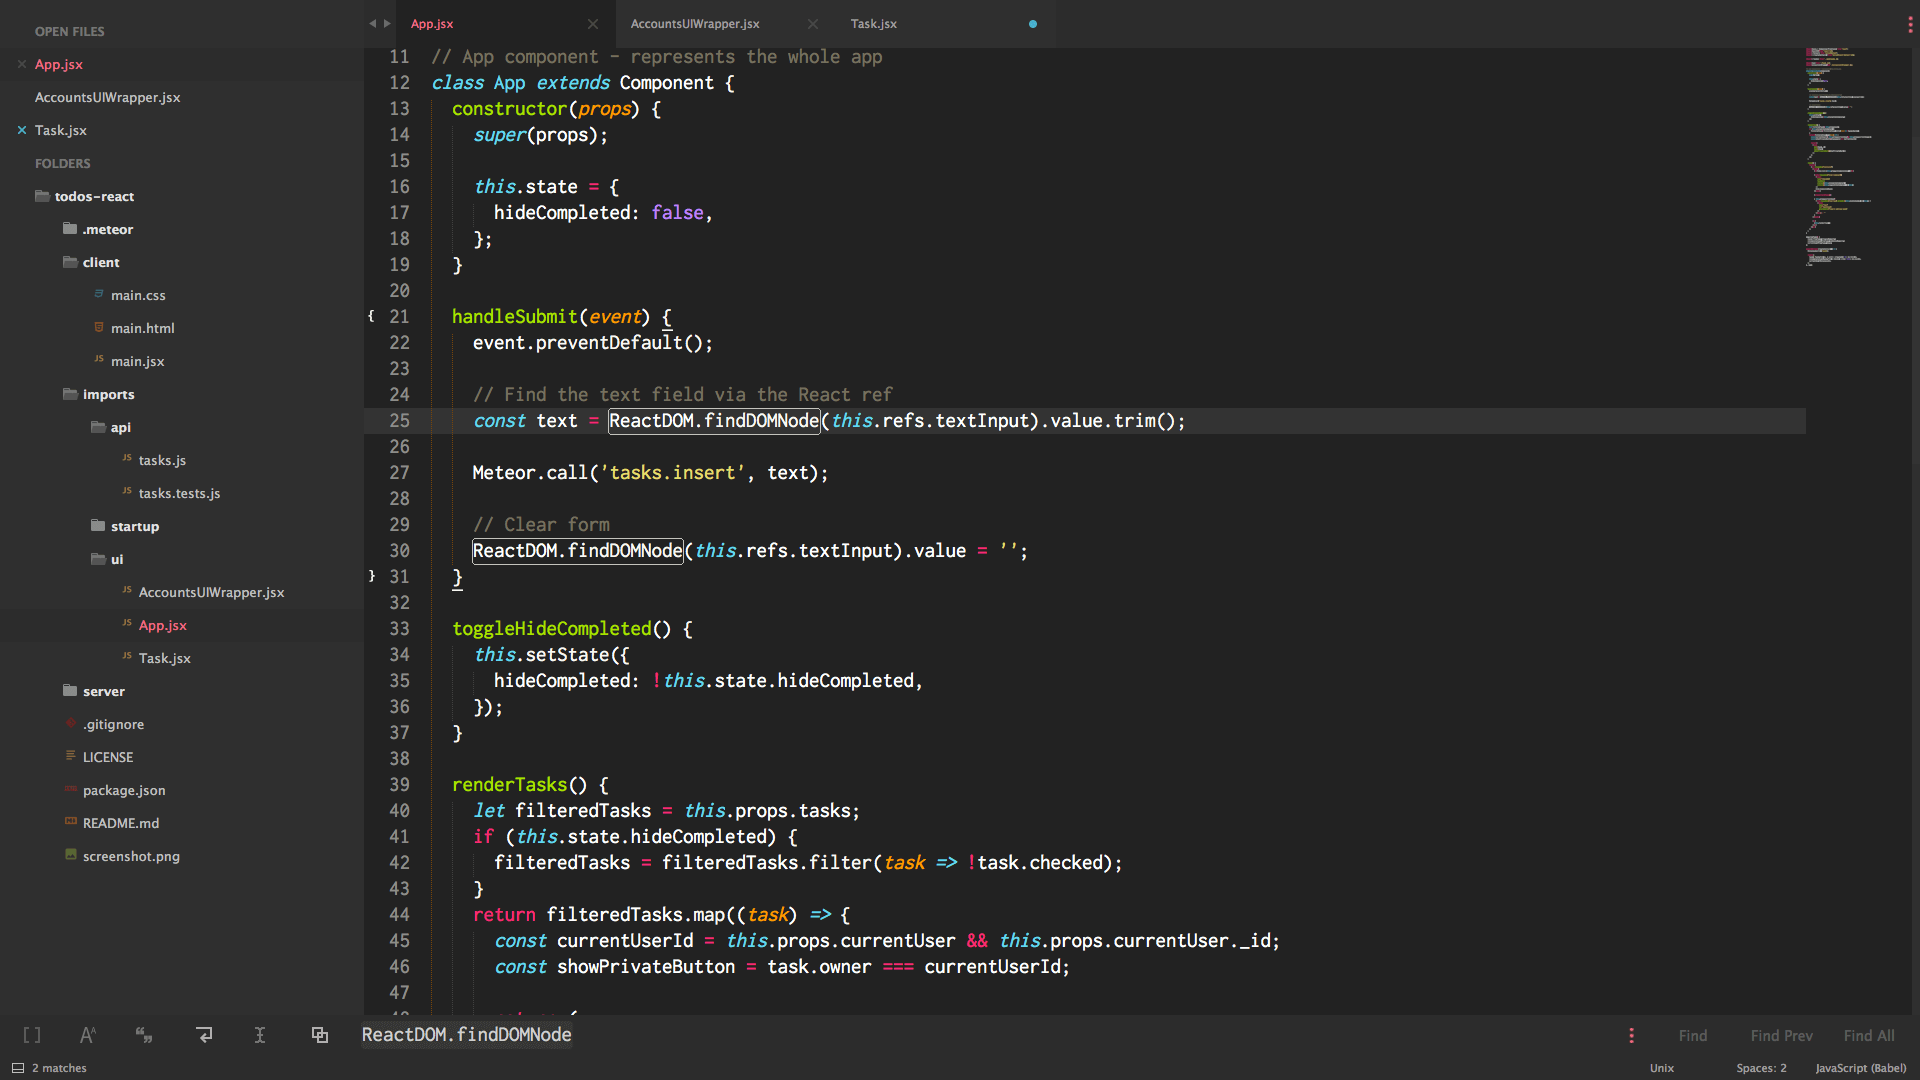 OPEN FILES
App.jsx
AccountsUIWrapper.jsx
Task.jsx
FOLDERS
todos-react
.meteor
client
main.css
main.html
main.jsx
imports
api
tasks.js
tasks.tests.js
startup
ui
AccountsUIWrapper.jsx
App.jsx
Task.jsx
server
.gitignore
LICENSE
package.json
README.md
screenshot.png
App.jsx AccountsUIWrapper.jsx Task.jsx
11 // App component - represents the whole app
12 class App extends Component {
13 constructor(props) {
14 super(props);
15
16 this.state = {
17 hideCompleted: false,
18 };
19 }
20
{ 21 handleSubmit(event) {
22 event.preventDefault();
23
24 // Find the text field via the React ref
25 const text = ReactDOM.findDOMNode(this.refs.textInput).value.trim();
26
27 Meteor.call('tasks.insert', text);
28
29 // Clear form
30 ReactDOM.findDOMNode(this.refs.textInput).value = '';
} 31 }
32
33 toggleHideCompleted() {
34 this.setState({
35 hideCompleted: !this.state.hideCompleted,
36 });
37 }
38
39 renderTasks() {
40 let filteredTasks = this.props.tasks;
41 if (this.state.hideCompleted) {
42 filteredTasks = filteredTasks.filter(task => !task.checked);
43 }
44 return filteredTasks.map((task) => {
45 const currentUserId = this.props.currentUser && this.props.currentUser._id;
46 const showPrivateButton = task.owner === currentUserId;
47
ReactDOM.findDOMNode Find Find Prev Find All
2 matches Unix Spaces: 2 JavaScript (Babel)